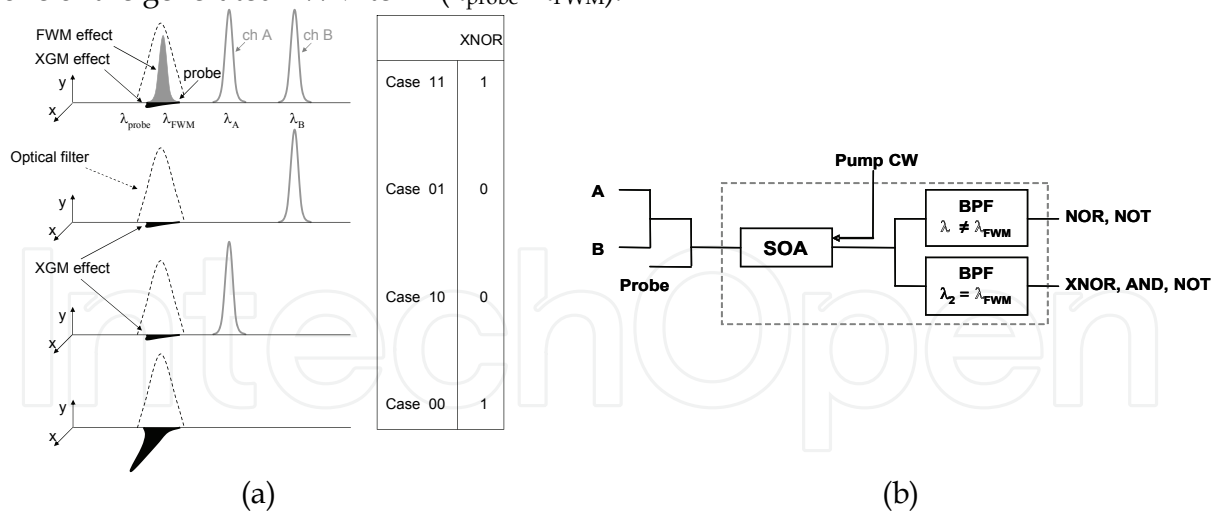 FWM effect
XGM effect
probe
ch A
ch B
y
x
λprobe λFWM λA λB
Optical filter
y
x
XGM effect
y
x
y
x
XNOR
Case 11 1
Case 01 0
Case 10 0
Case 00 1
(a)
Pump CW
A
B
Probe
SOA
BPF
λ ≠ λFWM
NOR, NOT
BPF
λ2 = λFWM
XNOR, AND, NOT
(b)
IntechOpen